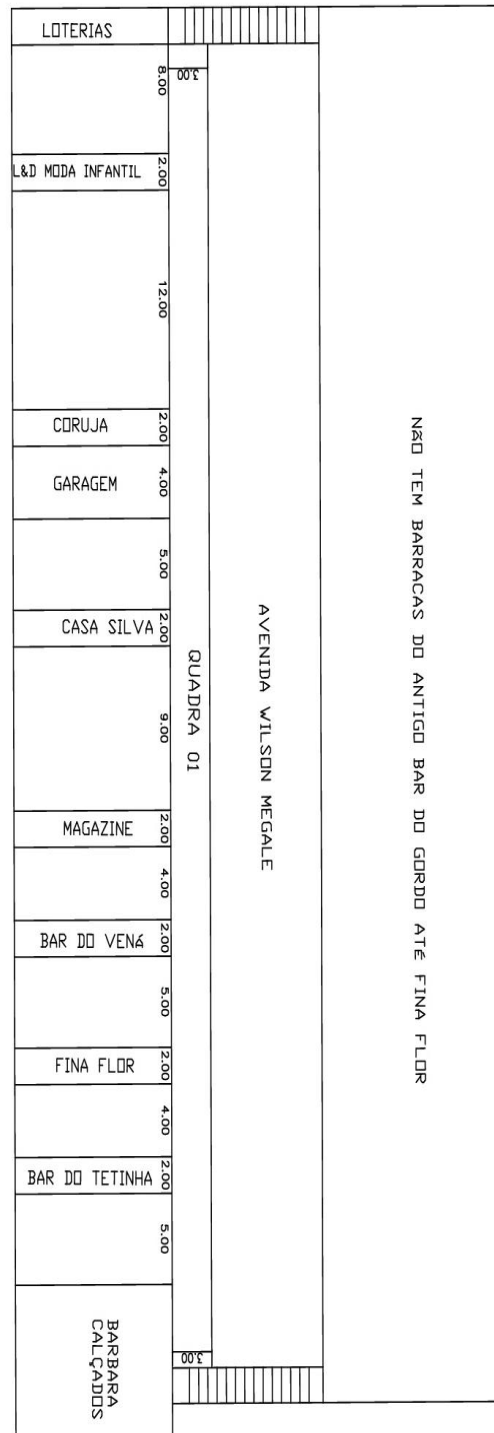 LOTERIAS
3.00
8.00
L&D MODA INFANTIL
2.00
12.00
CORUJA
2.00
GARAGEM
4.00
5.00
CASA SILVA
2.00
9.00
MAGAZINE
2.00
4.00
BAR DO VENÁ
2.00
5.00
FINA FLOR
2.00
4.00
BAR DO TETINHA
2.00
5.00
BARBARA
CALÇADOS
3.00
QUADRA 01
AVENIDA WILSON MEGALE
NÃO TEM BARRACAS DO ANTIGO BAR DO GORDO ATÉ FINA FLOR